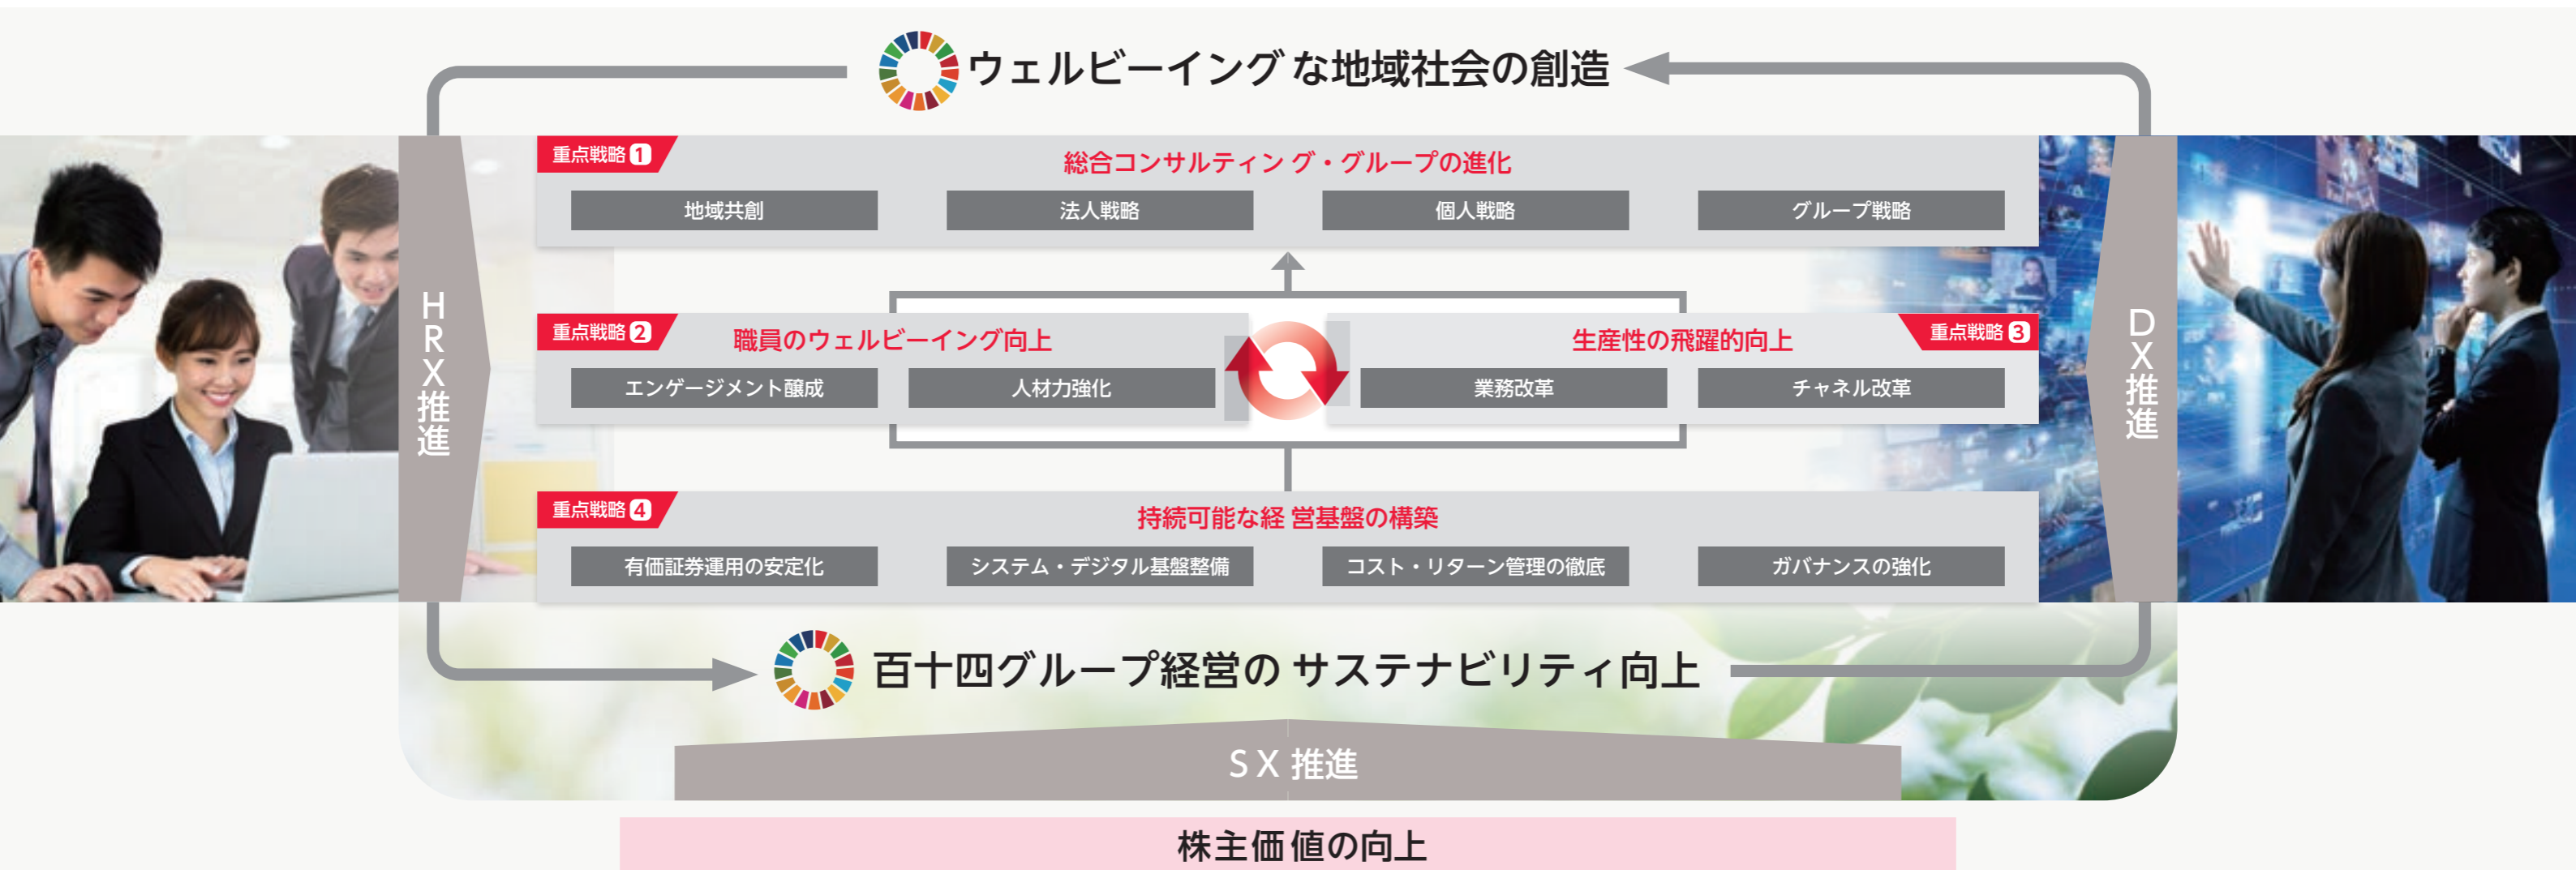 ウェルビーイングな地域社会の創造
重点戦略1
総合コンサルティング・グループの進化
地域共創
法人戦略
個人戦略
グループ戦略
HRX推進
重点戦略2
職員のウェルビーイング向上
エンゲージメント醸成
人材力強化
生産性の飛躍的向上
重点戦略3
業務改革
チャネル改革
DX推進
重点戦略4
持続可能な経営基盤の構築
有価証券運用の安定化
システム・デジタル基盤整備
コスト・リターン管理の徹底
ガバナンスの強化
百十四グループ経営のサステナビリティ向上
SX推進
株主価値の向上